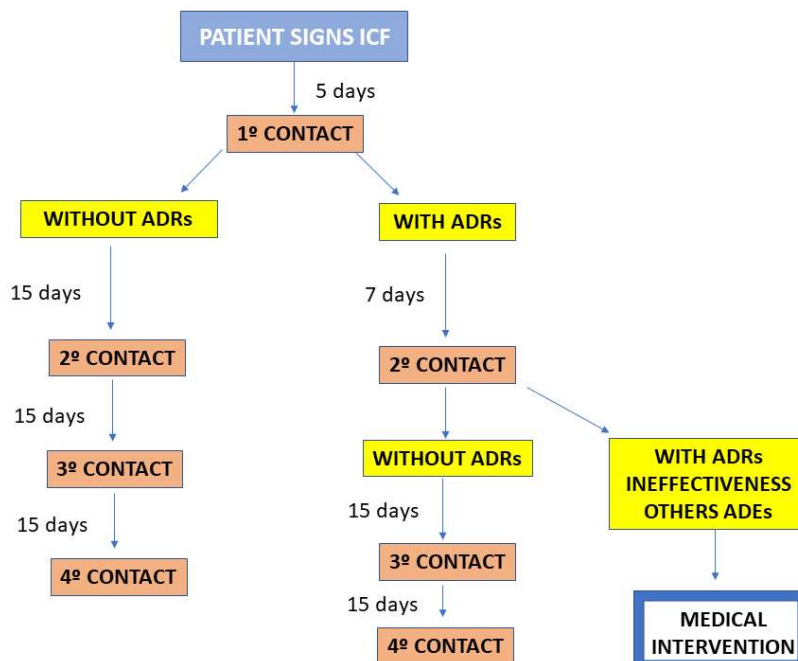 PATIENT SIGNS ICF
5 days
1º CONTACT
WITHOUT ADRs
WITH ADRs
15 days
7 days
2º CONTACT
2º CONTACT
15 days
WITHOUT ADRs
WITH ADRs
INEFFECTIVENESS
OTHERS ADEs
3º CONTACT
15 days
15 days
3º CONTACT
4º CONTACT
15 days
MEDICAL
INTERVENTION
4º CONTACT